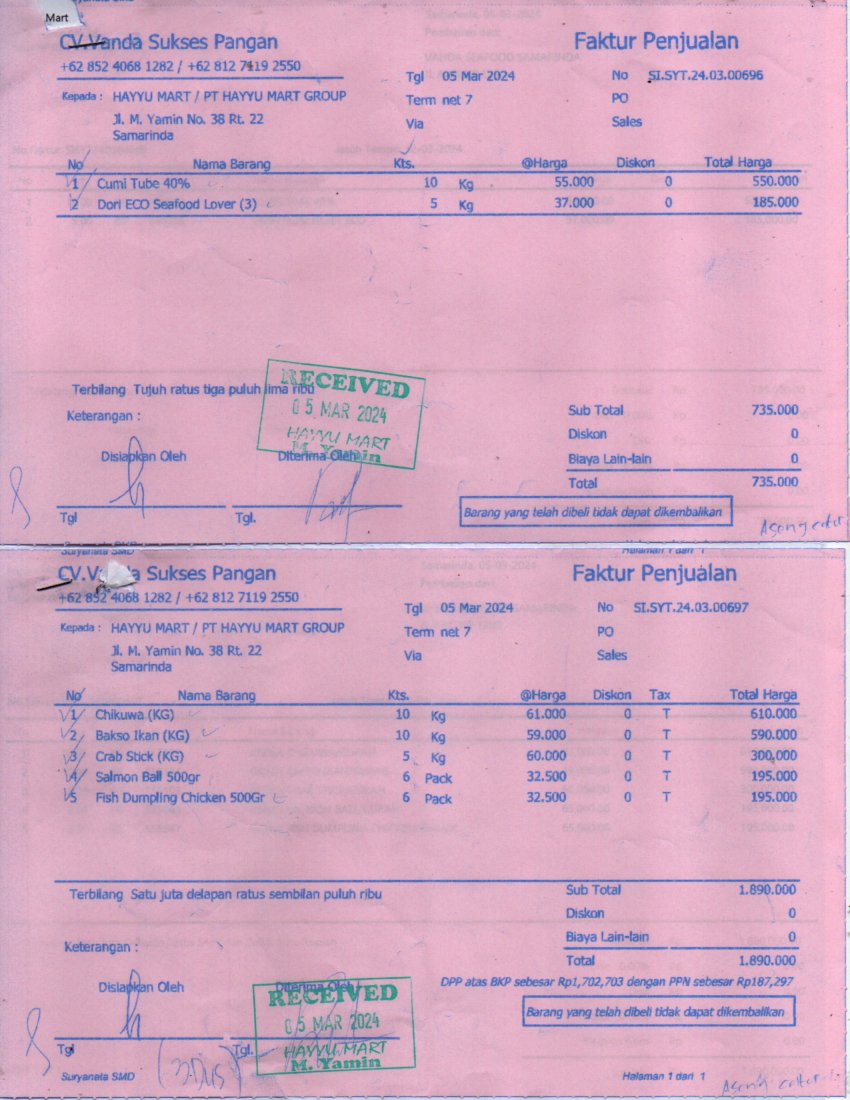 Mart
CV.Vanda Sukses Pangan
Faktur Penjualan
+62 852 4068 1282 / +62 812 7119 2550
Tgl 05 Mar 2024 No SI.SYT.24.03.00696
Kepada : HAYYU MART / PT HAYYU MART GROUP
Term net 7 PO
Jl. M. Yamin No. 38 Rt. 22
Via Sales
Samarinda
No Nama Barang Kts. @Harga Diskon Total Harga
1 Cumi Tube 40% 10 Kg 55.000 0 550.000
2 Dori ECO Seafood Lover (3) 5 Kg 37.000 0 185.000
Terbilang Tujuh ratus tiga puluh lima ribu
RECEIVED
05 MAR 2024
HAYYU MART
M. Yamin
Keterangan :
Sub Total 735.000
Diskon 0
Disiapkan Oleh Diterima Oleh
Biaya Lain-lain 0
Total 735.000
Tgl Tgl.
Barang yang telah dibeli tidak dapat dikembalikan
Suryanata SMD Halaman 1 dari 1
CV.Vanda Sukses Pangan
Faktur Penjualan
+62 852 4068 1282 / +62 812 7119 2550
Tgl 05 Mar 2024 No SI.SYT.24.03.00697
Kepada : HAYYU MART / PT HAYYU MART GROUP
Term net 7 PO
Jl. M. Yamin No. 38 Rt. 22
Via Sales
Samarinda
No Nama Barang Kts. @Harga Diskon Tax Total Harga
1 Chikuwa (KG) 10 Kg 61.000 0 T 610.000
2 Bakso Ikan (KG) 10 Kg 59.000 0 T 590.000
3 Crab Stick (KG) 5 Kg 60.000 0 T 300.000
4 Salmon Ball 500gr 6 Pack 32.500 0 T 195.000
5 Fish Dumpling Chicken 500Gr 6 Pack 32.500 0 T 195.000
Terbilang Satu juta delapan ratus sembilan puluh ribu
Sub Total 1.890.000
Diskon 0
Biaya Lain-lain 0
Keterangan :
Total 1.890.000
DPP atas BKP sebesar Rp1,702,703 dengan PPN sebesar Rp187,297
Disiapkan Oleh Diterima Oleh
RECEIVED
05 MAR 2024
HAYYU MART
M. Yamin
Barang yang telah dibeli tidak dapat dikembalikan
Tgl Tgl.
Suryanata SMD Halaman 1 dari 1